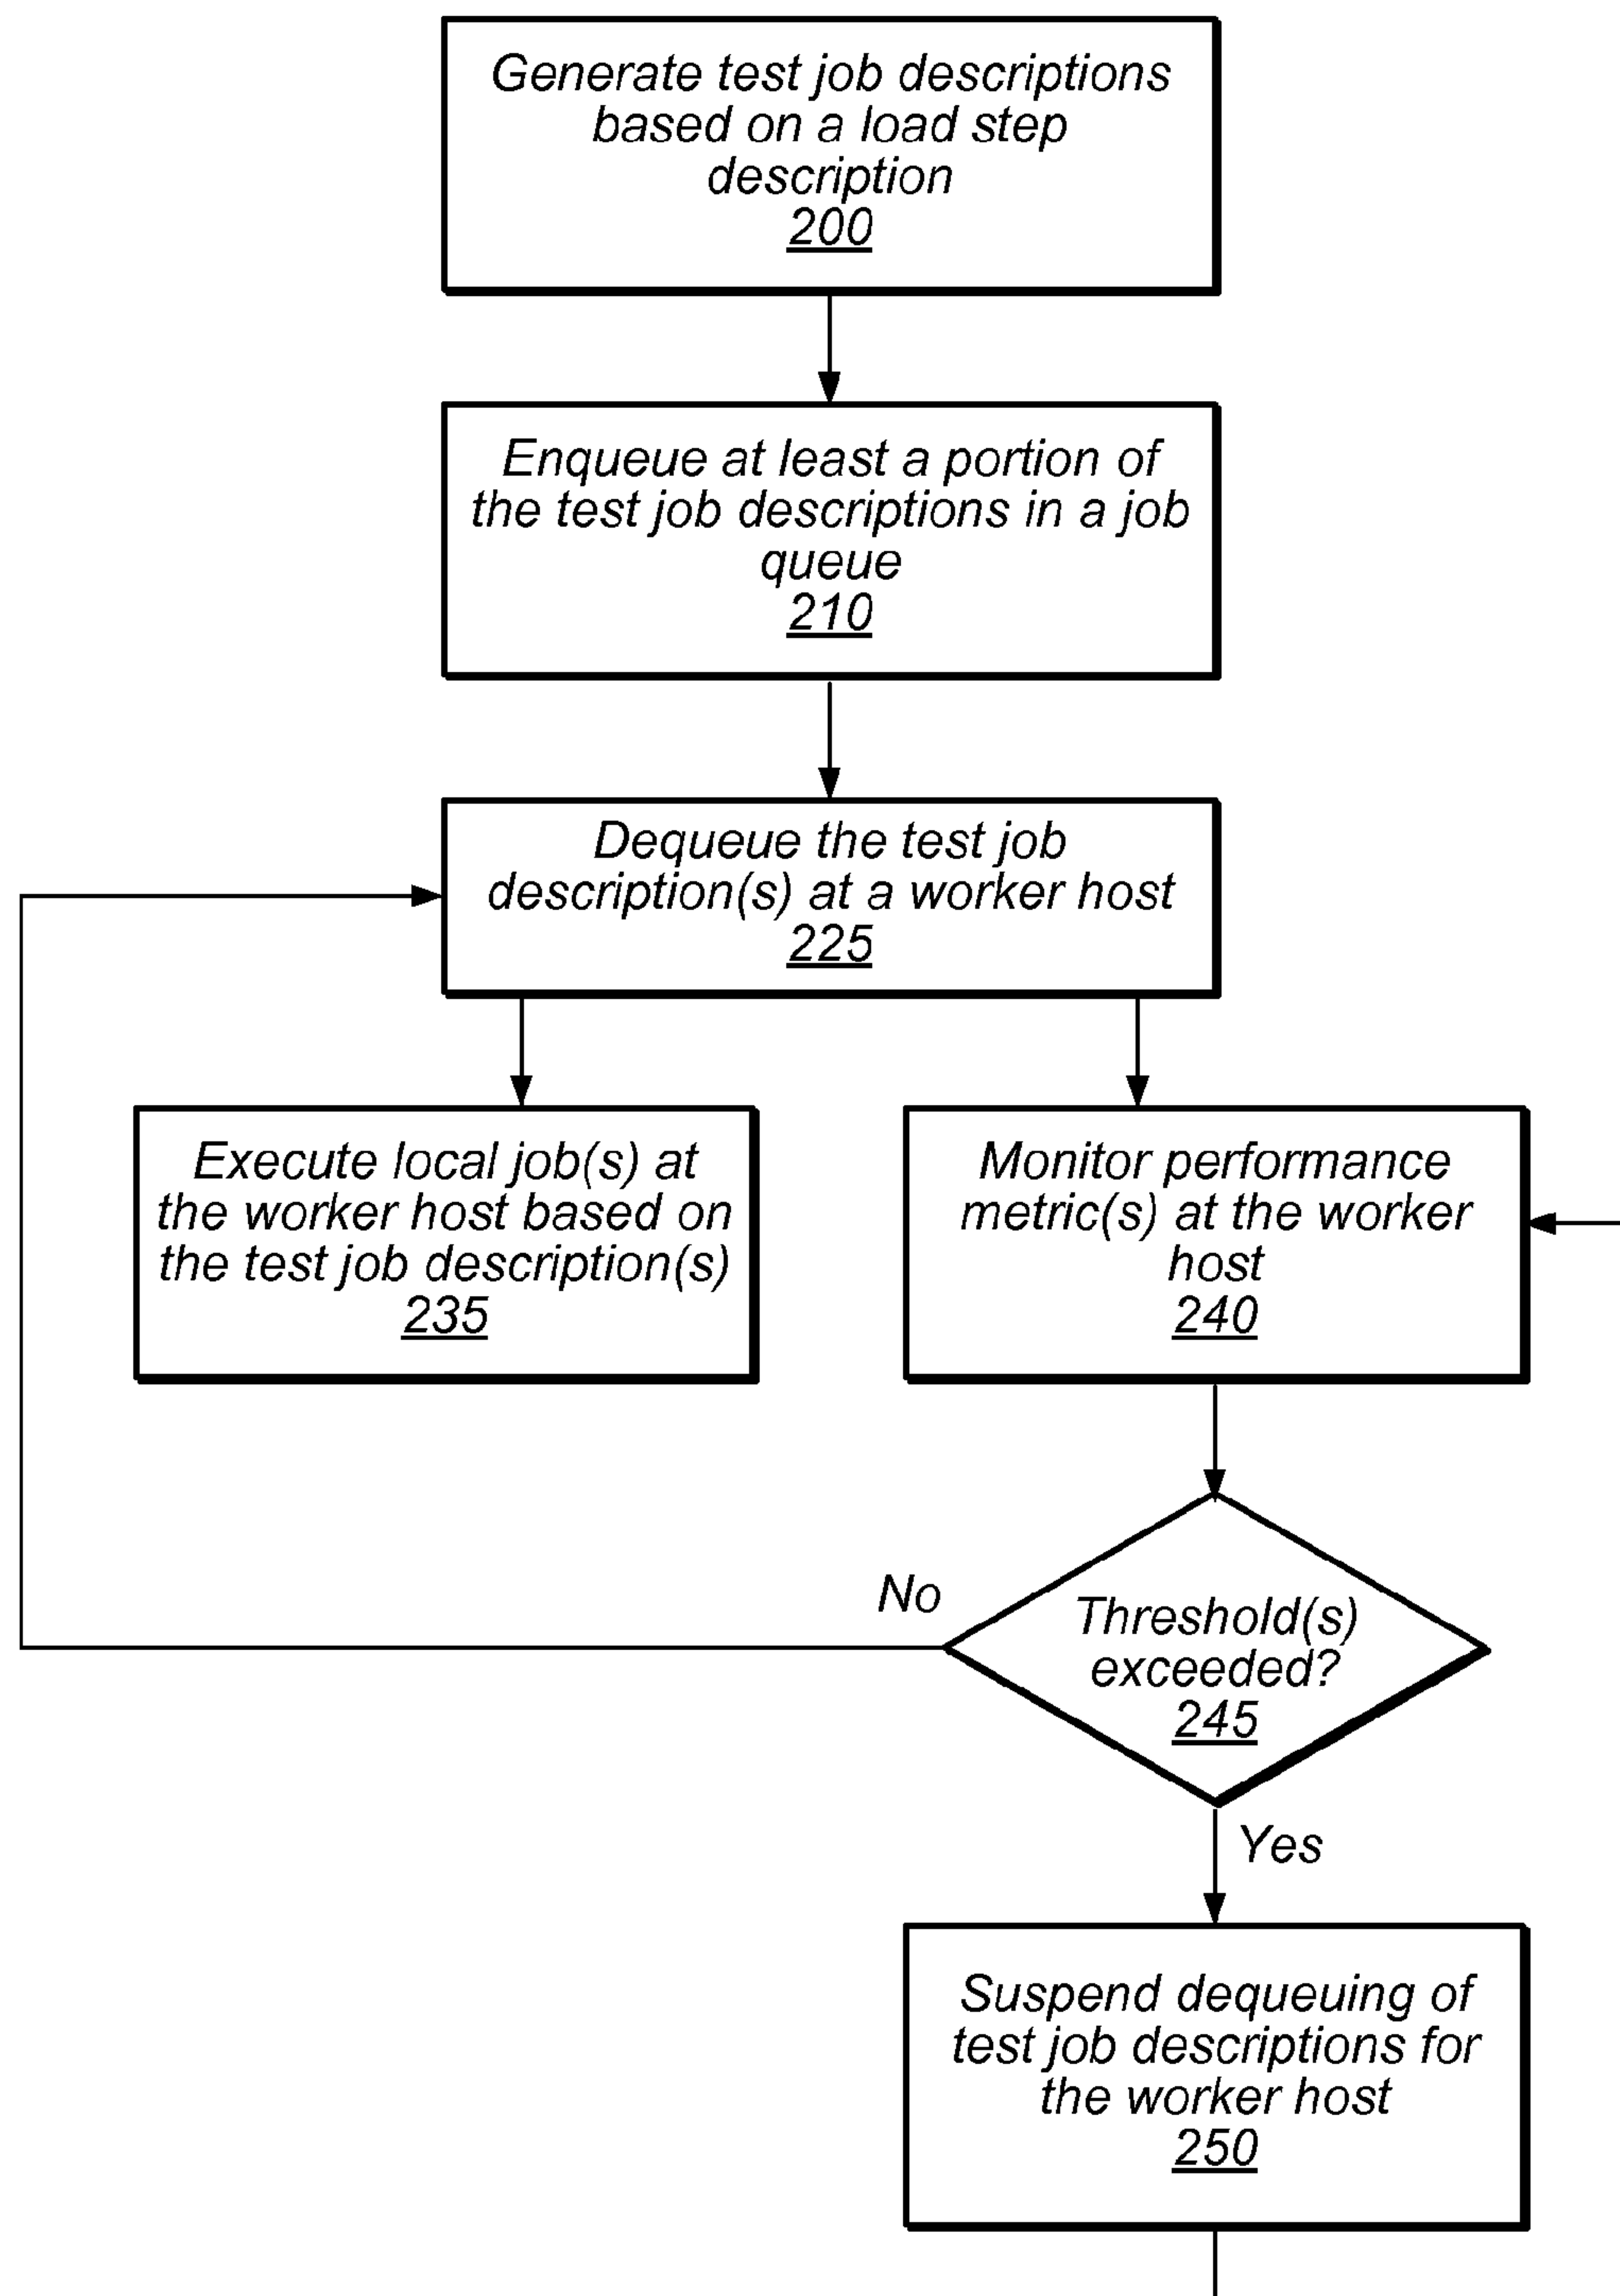 Generate test job descriptions
based on a load step
description
200
Enqueue at least a portion of
the test job descriptions in a job
queue
210
Dequeue the test job
description(s) at a worker host
225
Execute local job(s) at
the worker host based on
the test job description(s)
235
Monitor performance
metric(s) at the worker
host
240
No
Threshold(s)
exceeded?
245
Yes
Suspend dequeuing of
test job descriptions for
the worker host
250